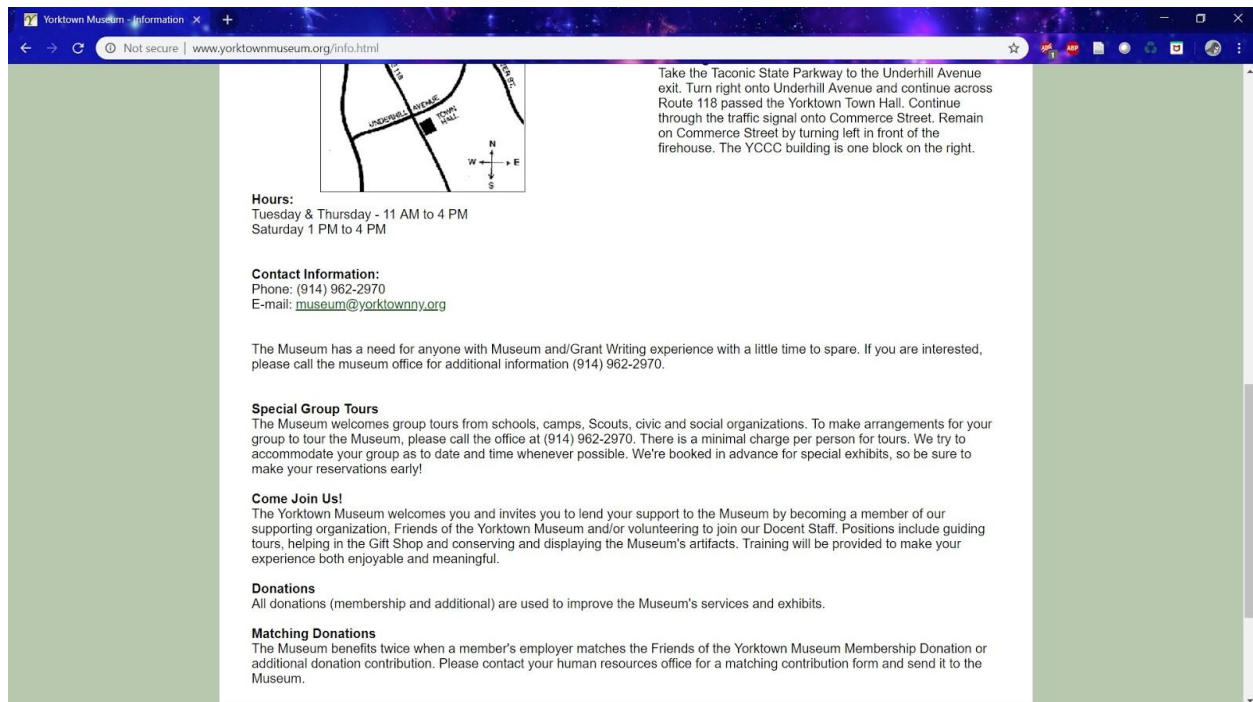 Yorktown Museum - Information
Not secure | www.yorktownmuseum.org/info.html
118
UNDERHILL AVENUE
TOWN
HALL
N
W E
S
Take the Taconic State Parkway to the Underhill Avenue
exit. Turn right onto Underhill Avenue and continue across
Route 118 passed the Yorktown Town Hall. Continue
through the traffic signal onto Commerce Street. Remain
on Commerce Street by turning left in front of the
firehouse. The YCCC building is one block on the right.
Hours:
Tuesday & Thursday - 11 AM to 4 PM
Saturday 1 PM to 4 PM
Contact Information:
Phone: (914) 962-2970
E-mail: museum@yorktownny.org
The Museum has a need for anyone with Museum and/Grant Writing experience with a little time to spare. If you are interested,
please call the museum office for additional information (914) 962-2970.
Special Group Tours
The Museum welcomes group tours from schools, camps, Scouts, civic and social organizations. To make arrangements for your
group to tour the Museum, please call the office at (914) 962-2970. There is a minimal charge per person for tours. We try to
accommodate your group as to date and time whenever possible. We're booked in advance for special exhibits, so be sure to
make your reservations early!
Come Join Us!
The Yorktown Museum welcomes you and invites you to lend your support to the Museum by becoming a member of our
supporting organization, Friends of the Yorktown Museum and/or volunteering to join our Docent Staff. Positions include guiding
tours, helping in the Gift Shop and conserving and displaying the Museum's artifacts. Training will be provided to make your
experience both enjoyable and meaningful.
Donations
All donations (membership and additional) are used to improve the Museum's services and exhibits.
Matching Donations
The Museum benefits twice when a member's employer matches the Friends of the Yorktown Museum Membership Donation or
additional donation contribution. Please contact your human resources office for a matching contribution form and send it to the
Museum.